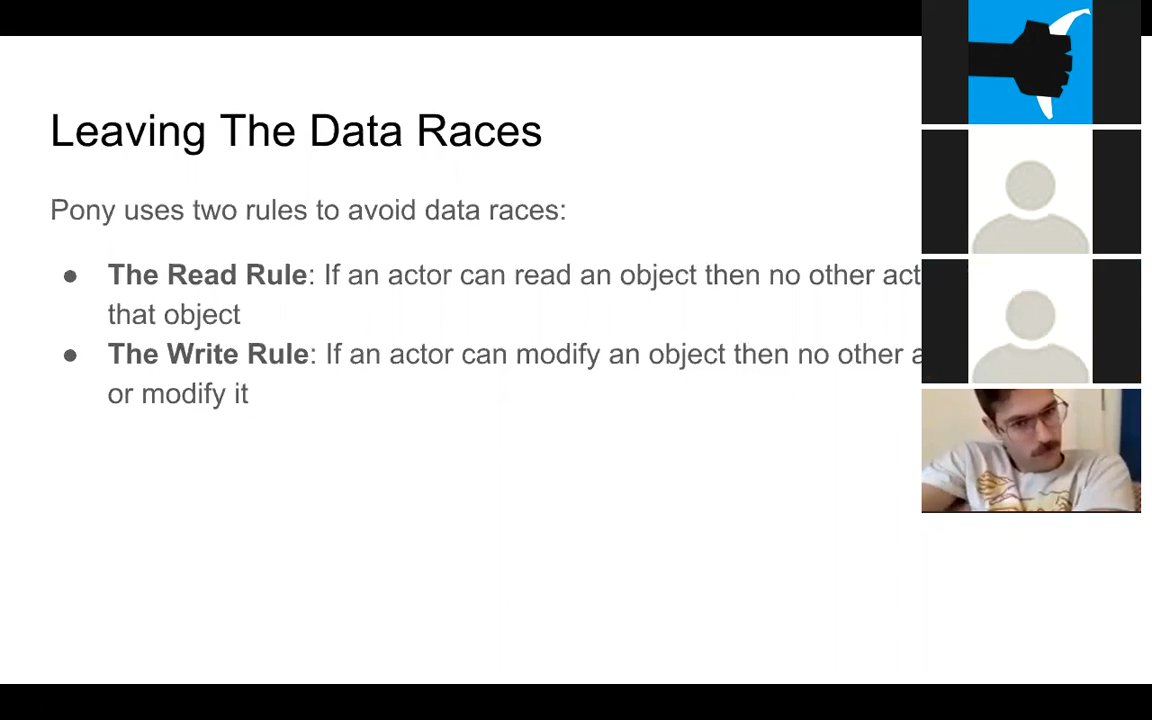 Leaving The Data Races
Pony uses two rules to avoid data races:
● The Read Rule: If an actor can read an object then no other
that object
● The Write Rule: If an actor can modify an object then no other
or modify it